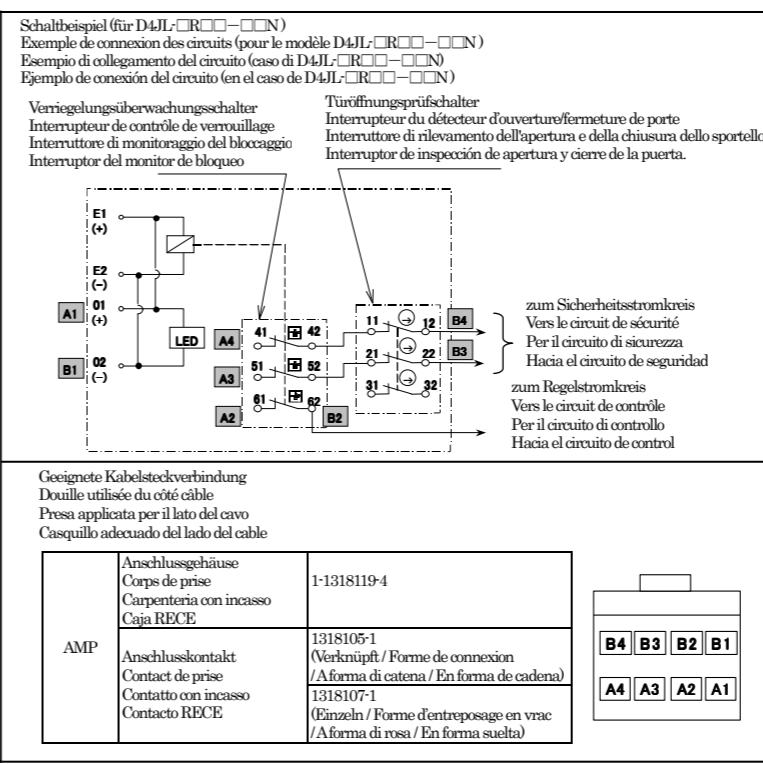 Schaltbeispiel (für D4JL-□R□□－□□N)
Exemple de connexion des circuits (pour le modèle D4JL-□R□□－□□N)
Esempio di collegamento del circuito (caso di D4JL-□R□□－□□N)
Ejemplo de conexión del circuito (en el caso de D4JL-□R□□－□□N)
Verriegelungsüberwachungsschalter
Interrupteur de contrôle de verrouillage
Interruttore di monitoraggio del bloccaggio
Interruptor del monitor de bloqueo
Türöffnungsprüfschalter
Interrupteur du détecteur d'ouverture/fermeture de porte
Interruttore di rilevamento dell'apertura e della chiusura dello sportello
Interruptor de inspección de apertura y cierre de la puerta.
E1
(+)
E2
(−)
A1 01
(+)
B1 02
(−)
LED
A4 41 42
A3 51 52
A2 61 62 B2
11 12 B4
21 22 B3
31 32
zum Sicherheitsstromkreis
Vers le circuit de sécurité
Per il circuito di sicurezza
Hacia el circuito de seguridad
zum Regelstromkreis
Vers le circuit de contrôle
Per il circuito di controllo
Hacia el circuito de control
Geeignete Kabelsteckverbindung
Douille utilisée du côté câble
Presa applicata per il lato del cavo
Casquillo adecuado del lado del cable
AMP
Anschlussgehäuse
Corps de prise
Carpenteria con incasso
Caja RECE
1-1318119-4
Anschlusskontakt
Contact de prise
Contatto con incasso
Contacto RECE
1318105-1
(Verknüpft / Forme de connexion
/ A forma di catena / En forma de cadena)
1318107-1
(Einzeln / Forme d'entreposage en vrac
/ A forma di rosa / En forma suelta)
B4 B3 B2 B1
A4 A3 A2 A1